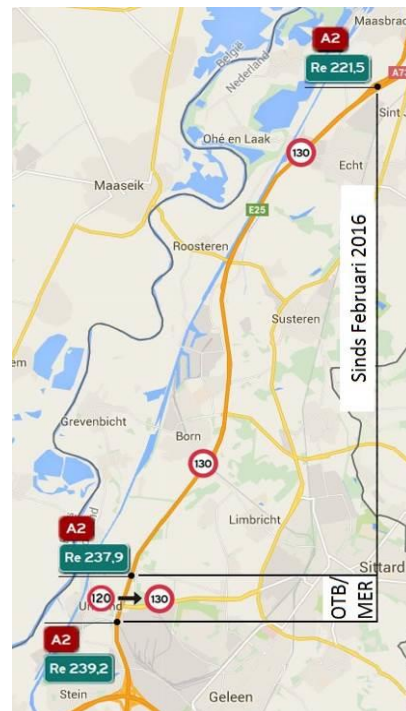 Maasbrac
A2
Re 221,5
A73
België
Nederland
Sint J
Ohé en Laak
130
Echt
Maaseik
E25
Roosteren
Sinds Februari 2016
Susteren
em
Grevenbicht
Born
130
Limbricht
A2
Re 237,9
Sittard
OTB/
MER
120
130
A2
Re 239,2
Stein
Geleen